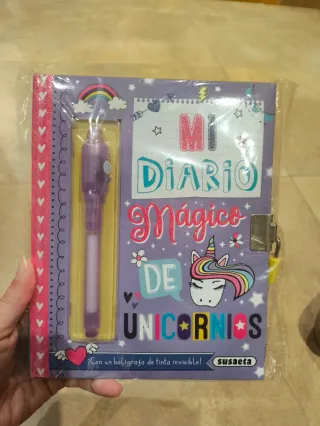 MI
DIARIO
Mágico
DE
UNICORNIOS
¡Con un bolígrafo de tinta invisible!
susaeta